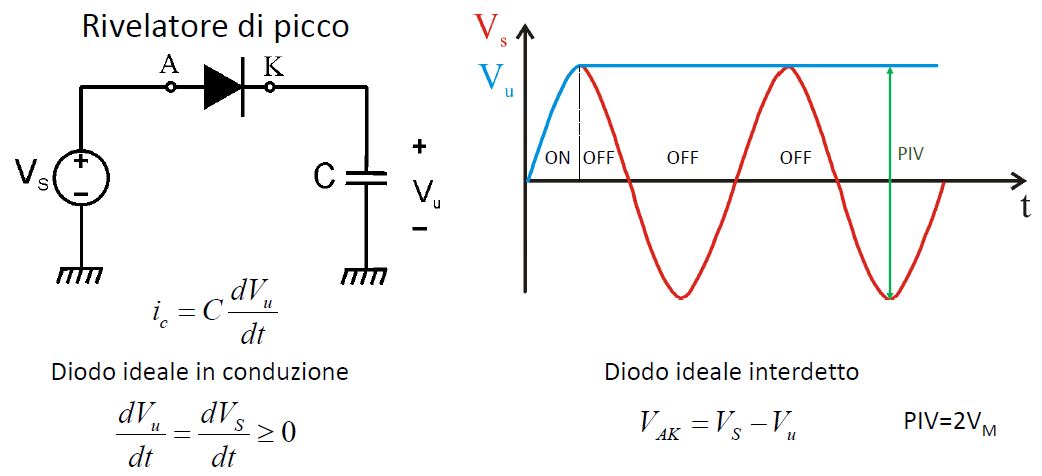 Rivelatore di picco
A K
V_S + − C + V_u −
i_c = C dV_u/dt
Diodo ideale in conduzione
dV_u/dt = dV_S/dt ≥ 0
V_s
V_u
ON OFF OFF OFF PIV
t
Diodo ideale interdetto
V_AK = V_S − V_u PIV=2V_M